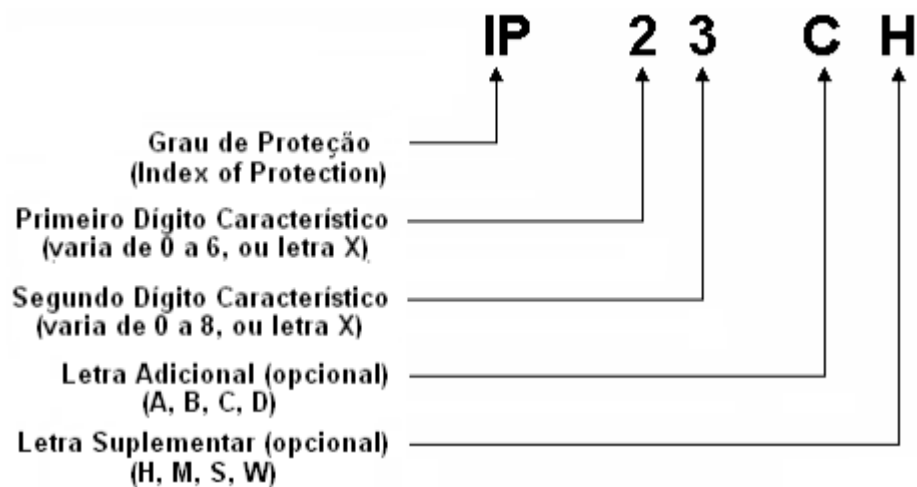 IP 2 3 C H
Grau de Proteção
(Index of Protection)
Primeiro Dígito Característico
(varia de 0 a 6, ou letra X)
Segundo Dígito Característico
(varia de 0 a 8, ou letra X)
Letra Adicional (opcional)
(A, B, C, D)
Letra Suplementar (opcional)
(H, M, S, W)